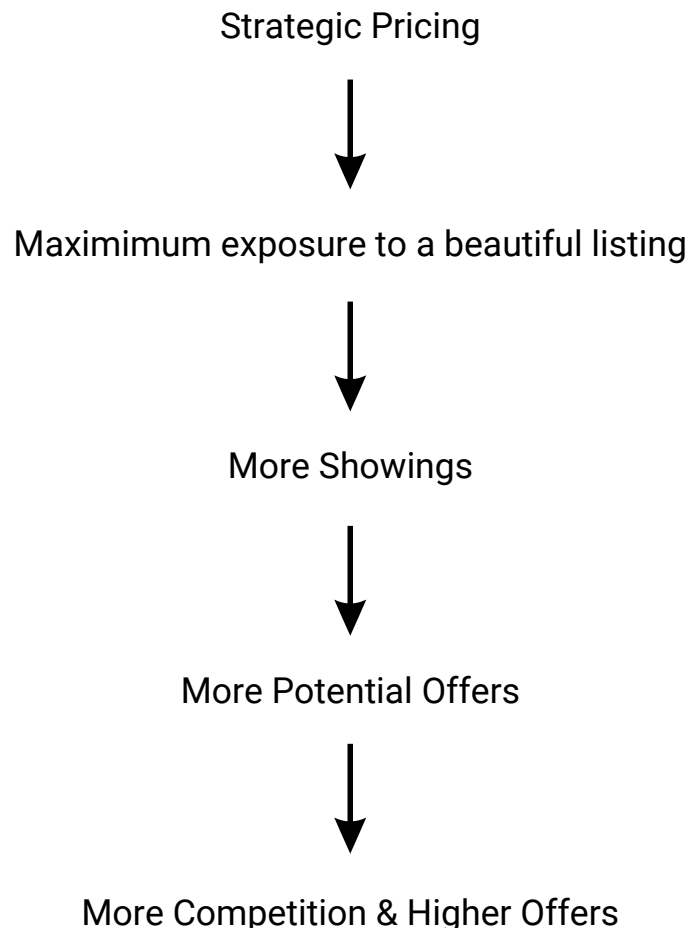 Strategic Pricing
Maximimum exposure to a beautiful listing
More Showings
More Potential Offers
More Competition & Higher Offers